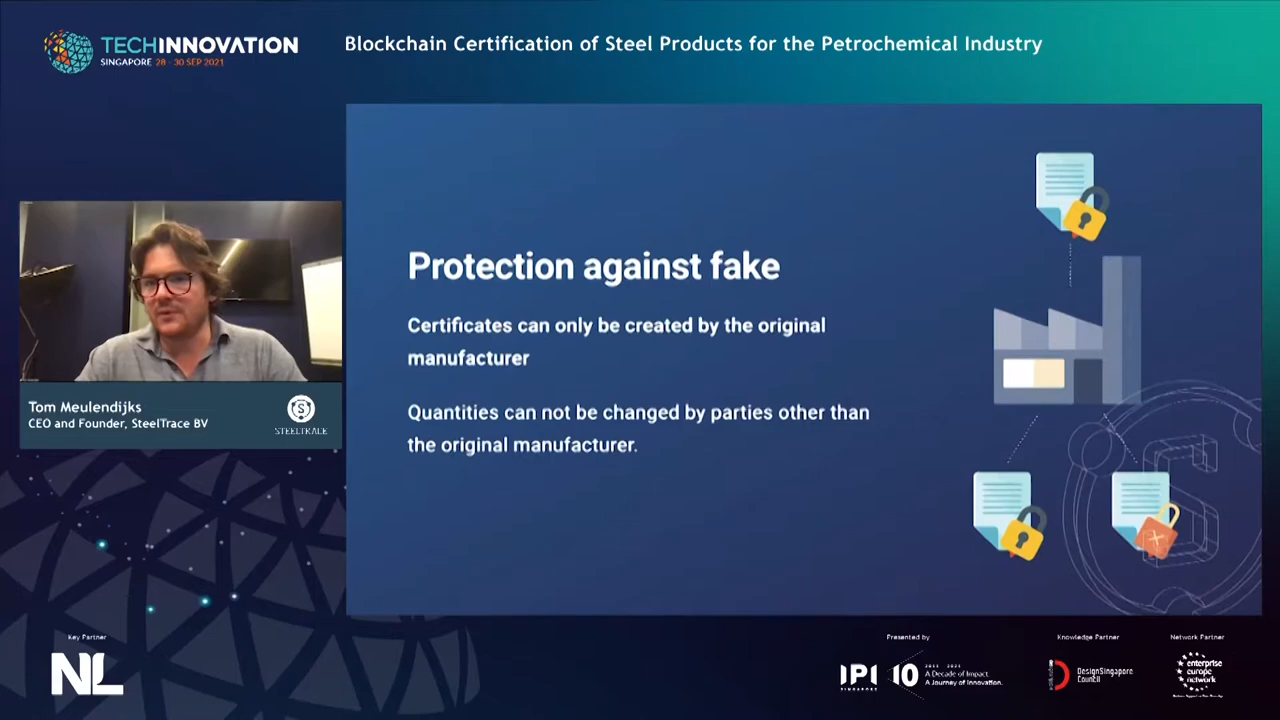 TECHINNOVATION
SINGAPORE 28 - 30 SEP 2021
Blockchain Certification of Steel Products for the Petrochemical Industry
Protection against fake
Certificates can only be created by the original
manufacturer
Quantities can not be changed by parties other than
the original manufacturer.
Tom Meulendijks
CEO and Founder, SteelTrace BV
S
STEELTRACE
Key Partner
NL
Presented by
IPI
SINGAPORE
10
2011 - 2021
A Decade of Impact.
A Journey of Innovation.
Knowledge Partner
DesignSingapore
Council
Network Partner
enterprise
europe
network